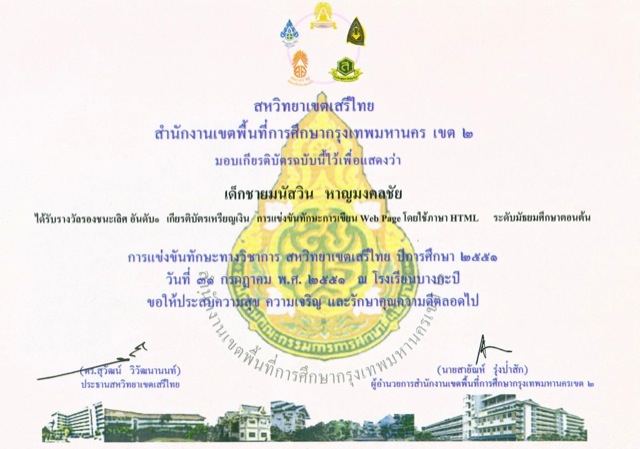 สหวิทยาเขตเสรีไทย
สำนักงานเขตพื้นที่การศึกษากรุงเทพมหานคร เขต ๒
มอบเกียรติบัตรฉบับนี้ไว้เพื่อแสดงว่า
เด็กชายมนัสวิน หาญมงคลชัย
ได้รับรางวัลรองชนะเลิศ อันดับ๑ เกียรติบัตรเหรียญเงิน การแข่งขันทักษะการเขียน Web Page โดยใช้ภาษา HTML ระดับมัธยมศึกษาตอนต้น
การแข่งขันทักษะทางวิชาการ สหวิทยาเขตเสรีไทย ปีการศึกษา ๒๕๕๑
วันที่ ๓๑ กรกฎาคม พ.ศ. ๒๕๕๑ ณ โรงเรียนบางกะปิ
ขอให้ประสบความสุข ความเจริญ และรักษาคุณความดีตลอดไป
สำนักงานเขตพื้นที่การศึกษากรุงเทพมหานครเขต
(ดร.สุวัฒน์ วิวัฒนานนท์)
ประธานสหวิทยาเขตเสรีไทย
(นายสายัณห์ รุ่งป่าสัก)
ผู้อำนวยการสำนักงานเขตพื้นที่การศึกษากรุงเทพมหานครเขต ๒